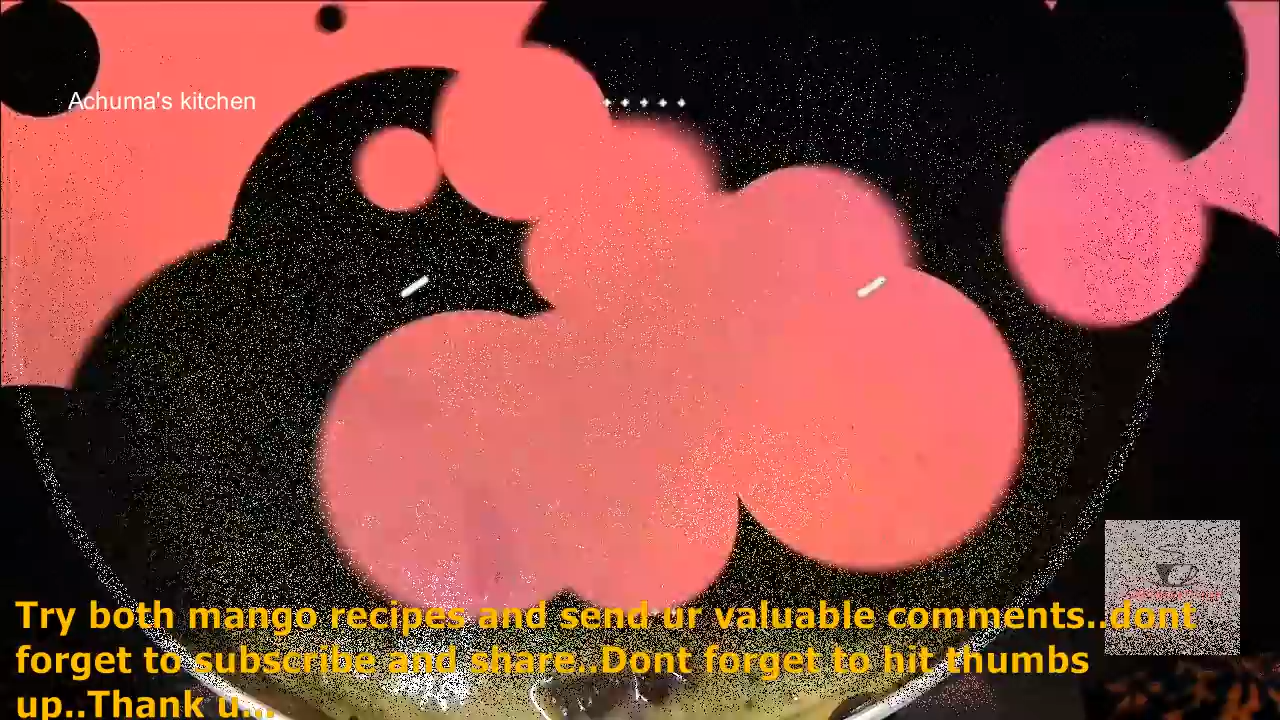 Achuma's kitchen
Try both mango recipes and send ur valuable comments..dont
forget to subscribe and share..Dont forget to hit thumbs
up..Thank u...